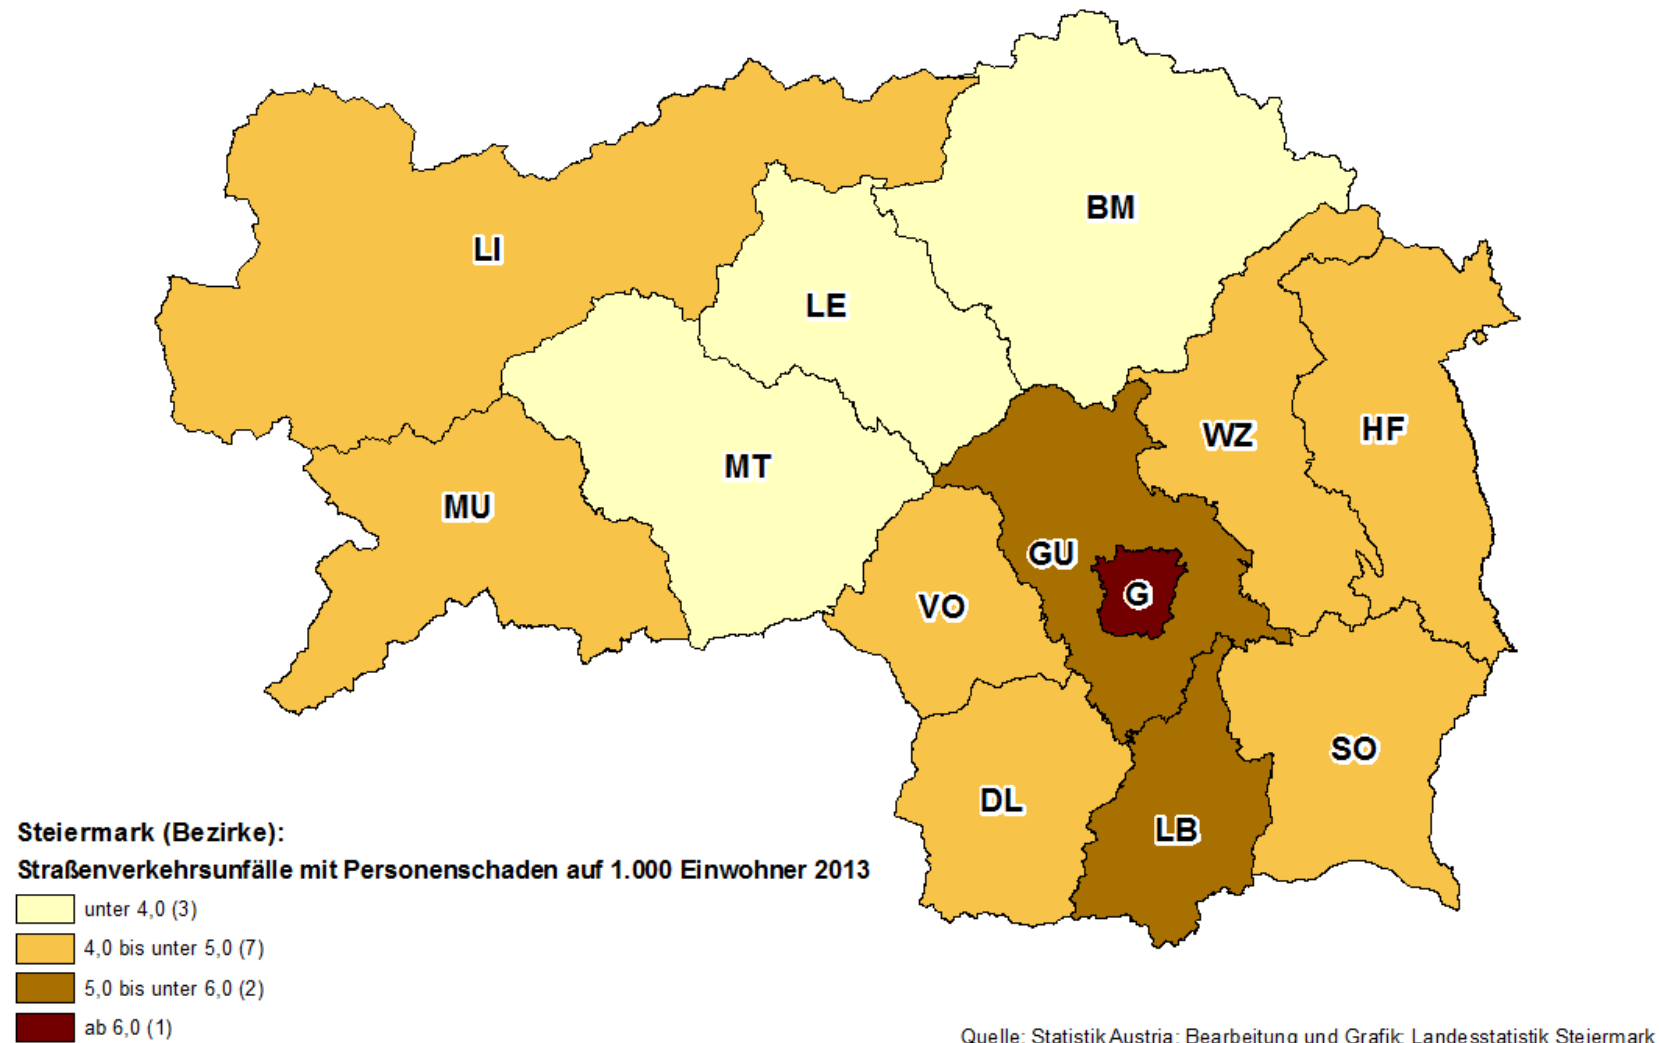 BM
LI
LE
WZ
HF
MT
MU
GU
G
VO
SO
DL
LB
Steiermark (Bezirke):
Straßenverkehrsunfälle mit Personenschaden auf 1.000 Einwohner 2013
unter 4,0 (3)
4,0 bis unter 5,0 (7)
5,0 bis unter 6,0 (2)
ab 6,0 (1)
Quelle: Statistik Austria; Bearbeitung und Grafik: Landesstatistik Steiermark